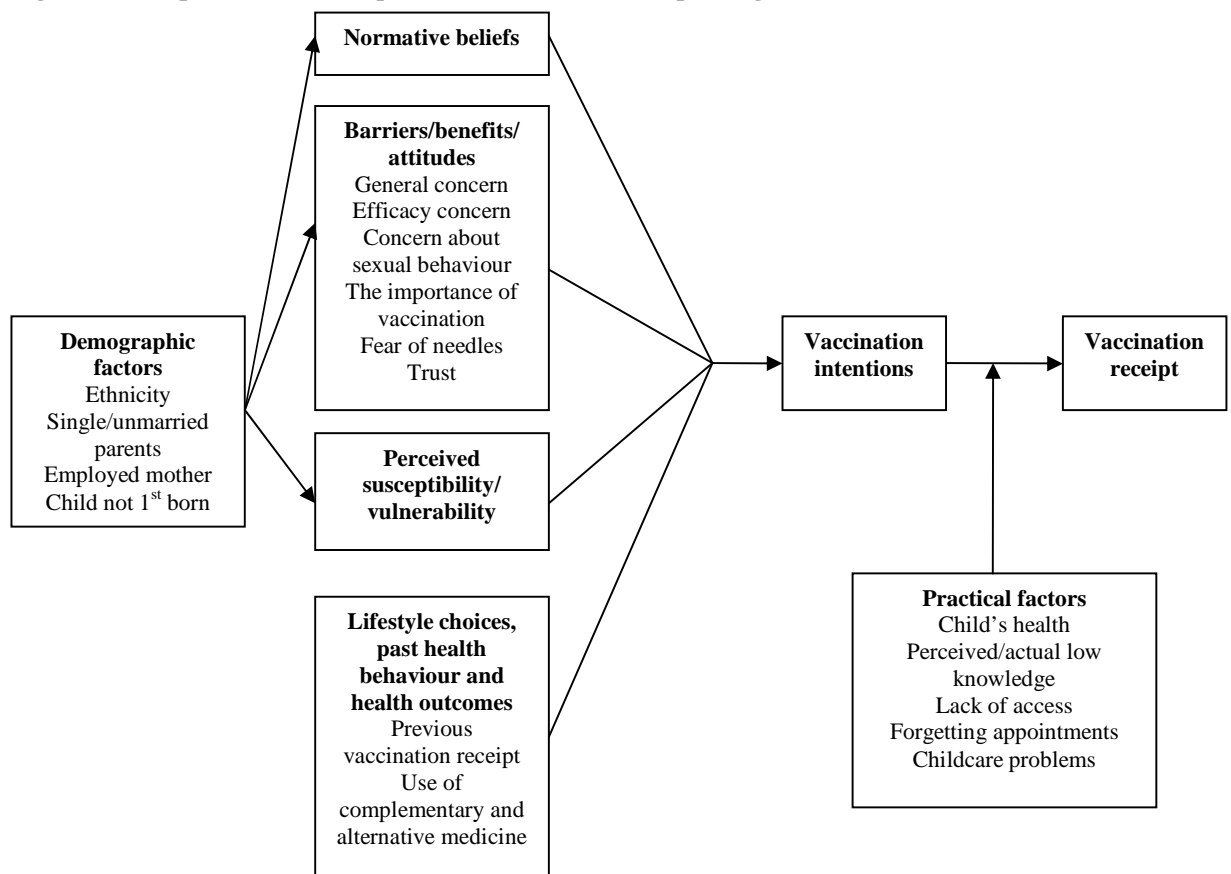 Normative beliefs
Barriers/benefits/
attitudes
General concern
Efficacy concern
Concern about
sexual behaviour
The importance of
vaccination
Fear of needles
Trust
Demographic
factors
Ethnicity
Single/unmarried
parents
Employed mother
Child not 1st born
Perceived
susceptibility/
vulnerability
Lifestyle choices,
past health
behaviour and
health outcomes
Previous
vaccination receipt
Use of
complementary and
alternative medicine
Vaccination
intentions
Vaccination
receipt
Practical factors
Child's health
Perceived/actual low
knowledge
Lack of access
Forgetting appointments
Childcare problems